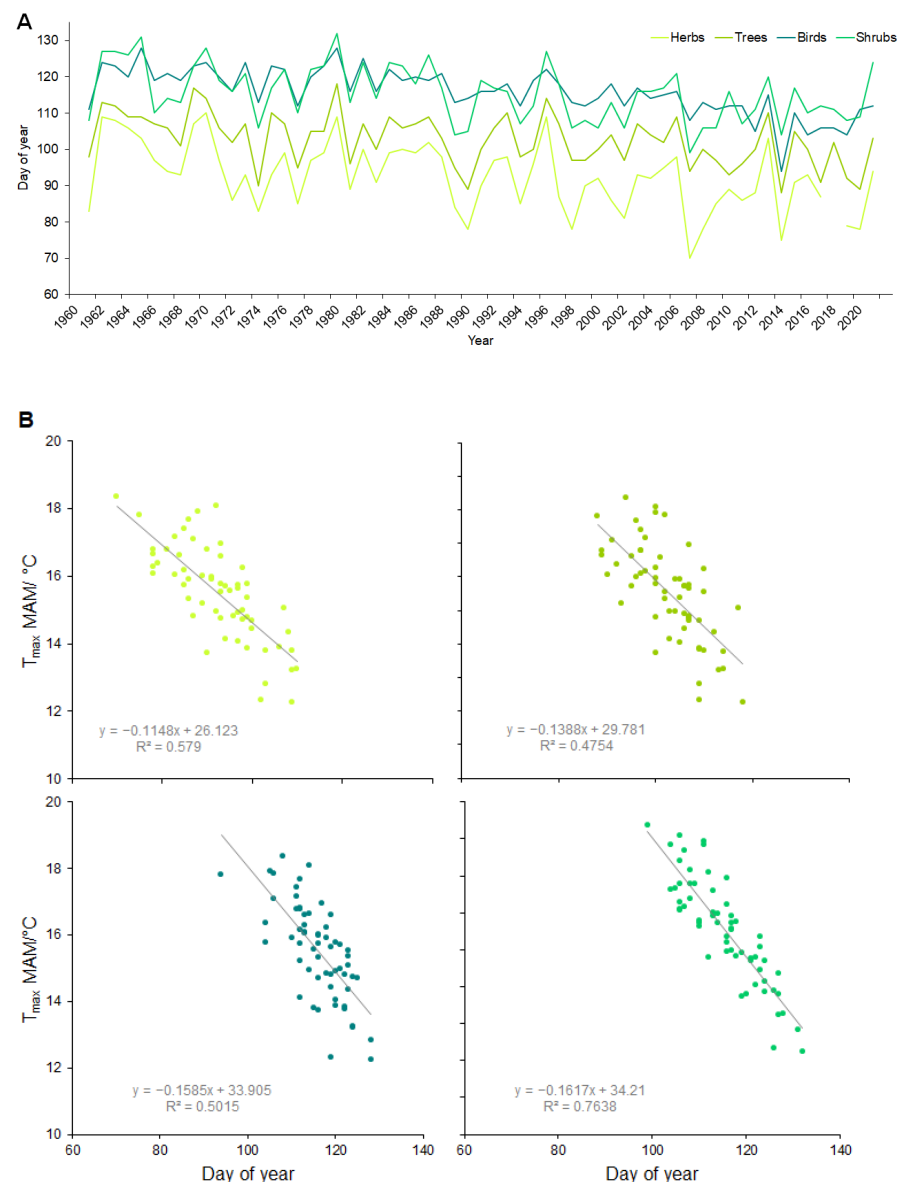 A
Herbs Trees Birds Shrubs
130
120
110
100
90
80
70
60
Day of year
1960 1962 1964 1966 1968 1970 1972 1974 1976 1978 1980 1982 1984 1986 1988 1990 1992 1994 1996 1998 2000 2002 2004 2006 2008 2010 2012 2014 2016 2018 2020
Year
B
20
18
16
14
12
10
Tmax MAM/ °C
y = −0.1148x + 26.123
R² = 0.579
60 80 100 120 140
y = −0.1388x + 29.781
R² = 0.4754
20
18
16
14
12
10
Tmax MAM/°C
y = −0.1585x + 33.905
R² = 0.5015
60 80 100 120 140
Day of year
y = −0.1617x + 34.21
R² = 0.7638
60 80 100 120 140
Day of year